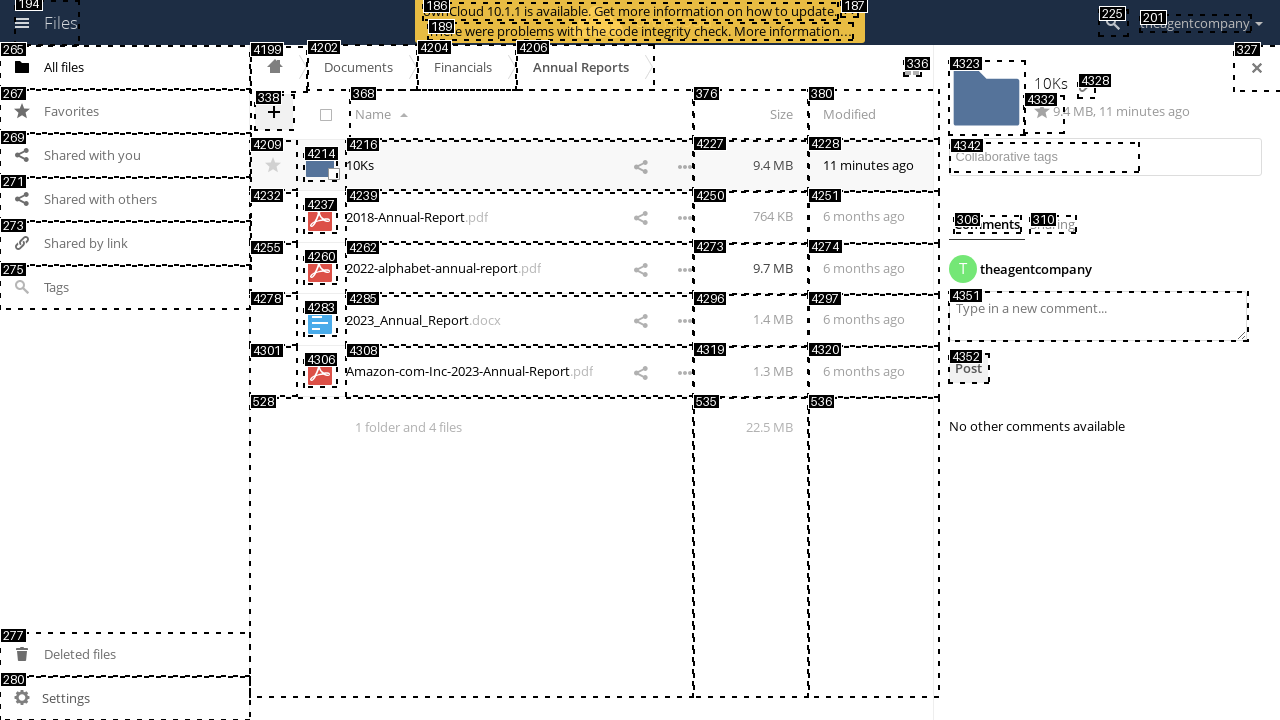 194
Files
186
ownCloud 10.1.1 is available. Get more information on how to update.
187
189
There were problems with the code integrity check. More information…
225
201
theagentcompany
265
All files
267
Favorites
269
Shared with you
271
Shared with others
273
Shared by link
275
Tags
277
Deleted files
280
Settings
4199
4202
Documents
4204
Financials
4206
Annual Reports
336
338
+
368
Name
376
Size
380
Modified
4209
4214
4216
10Ks
4227
9.4 MB
4228
11 minutes ago
4232
4237
4239
2018-Annual-Report.pdf
4250
764 KB
4251
6 months ago
4255
4260
4262
2022-alphabet-annual-report.pdf
4273
9.7 MB
4274
6 months ago
4278
4283
4285
2023_Annual_Report.docx
4296
1.4 MB
4297
6 months ago
4301
4306
4308
Amazon-com-Inc-2023-Annual-Report.pdf
4319
1.3 MB
4320
6 months ago
528
1 folder and 4 files
535
22.5 MB
536
327
4323
10Ks
4328
4332
9.4 MB, 11 minutes ago
4342
Collaborative tags
306
Comments
310
Sharing
T
theagentcompany
4351
Type in a new comment...
4352
Post
No other comments available